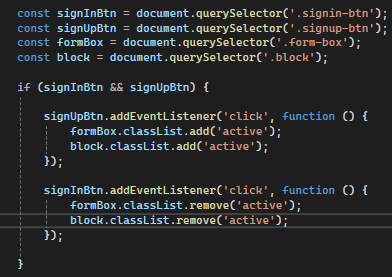 const signInBtn = document.querySelector('.signin-btn');
const signUpBtn = document.querySelector('.signup-btn');
const formBox = document.querySelector('.form-box');
const block = document.querySelector('.block');

if (signInBtn && signUpBtn) {

    signUpBtn.addEventListener('click', function () {
        formBox.classList.add('active');
        block.classList.add('active');
    });

    signInBtn.addEventListener('click', function () {
        formBox.classList.remove('active');
        block.classList.remove('active');
    });

}